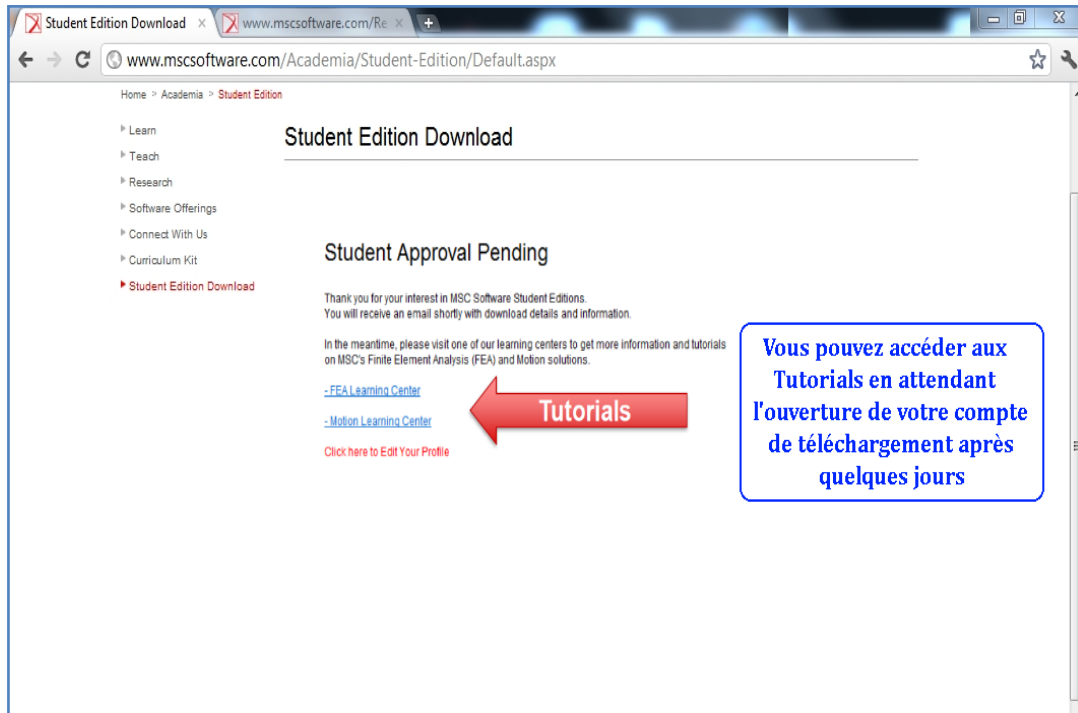 Student Edition Download
www.mscsoftware.com/Re
www.mscsoftware.com/Academia/Student-Edition/Default.aspx
Home > Academia > Student Edition
Learn
Teach
Research
Software Offerings
Connect With Us
Curriculum Kit
Student Edition Download
Student Edition Download
Student Approval Pending
Thank you for your interest in MSC Software Student Editions.
You will receive an email shortly with download details and information.
In the meantime, please visit one of our learning centers to get more information and tutorials
on MSC's Finite Element Analysis (FEA) and Motion solutions.
- FEA Learning Center
- Motion Learning Center
Click here to Edit Your Profile
Tutorials
Vous pouvez accéder aux
Tutorials en attendant
l'ouverture de votre compte
de téléchargement après
quelques jours